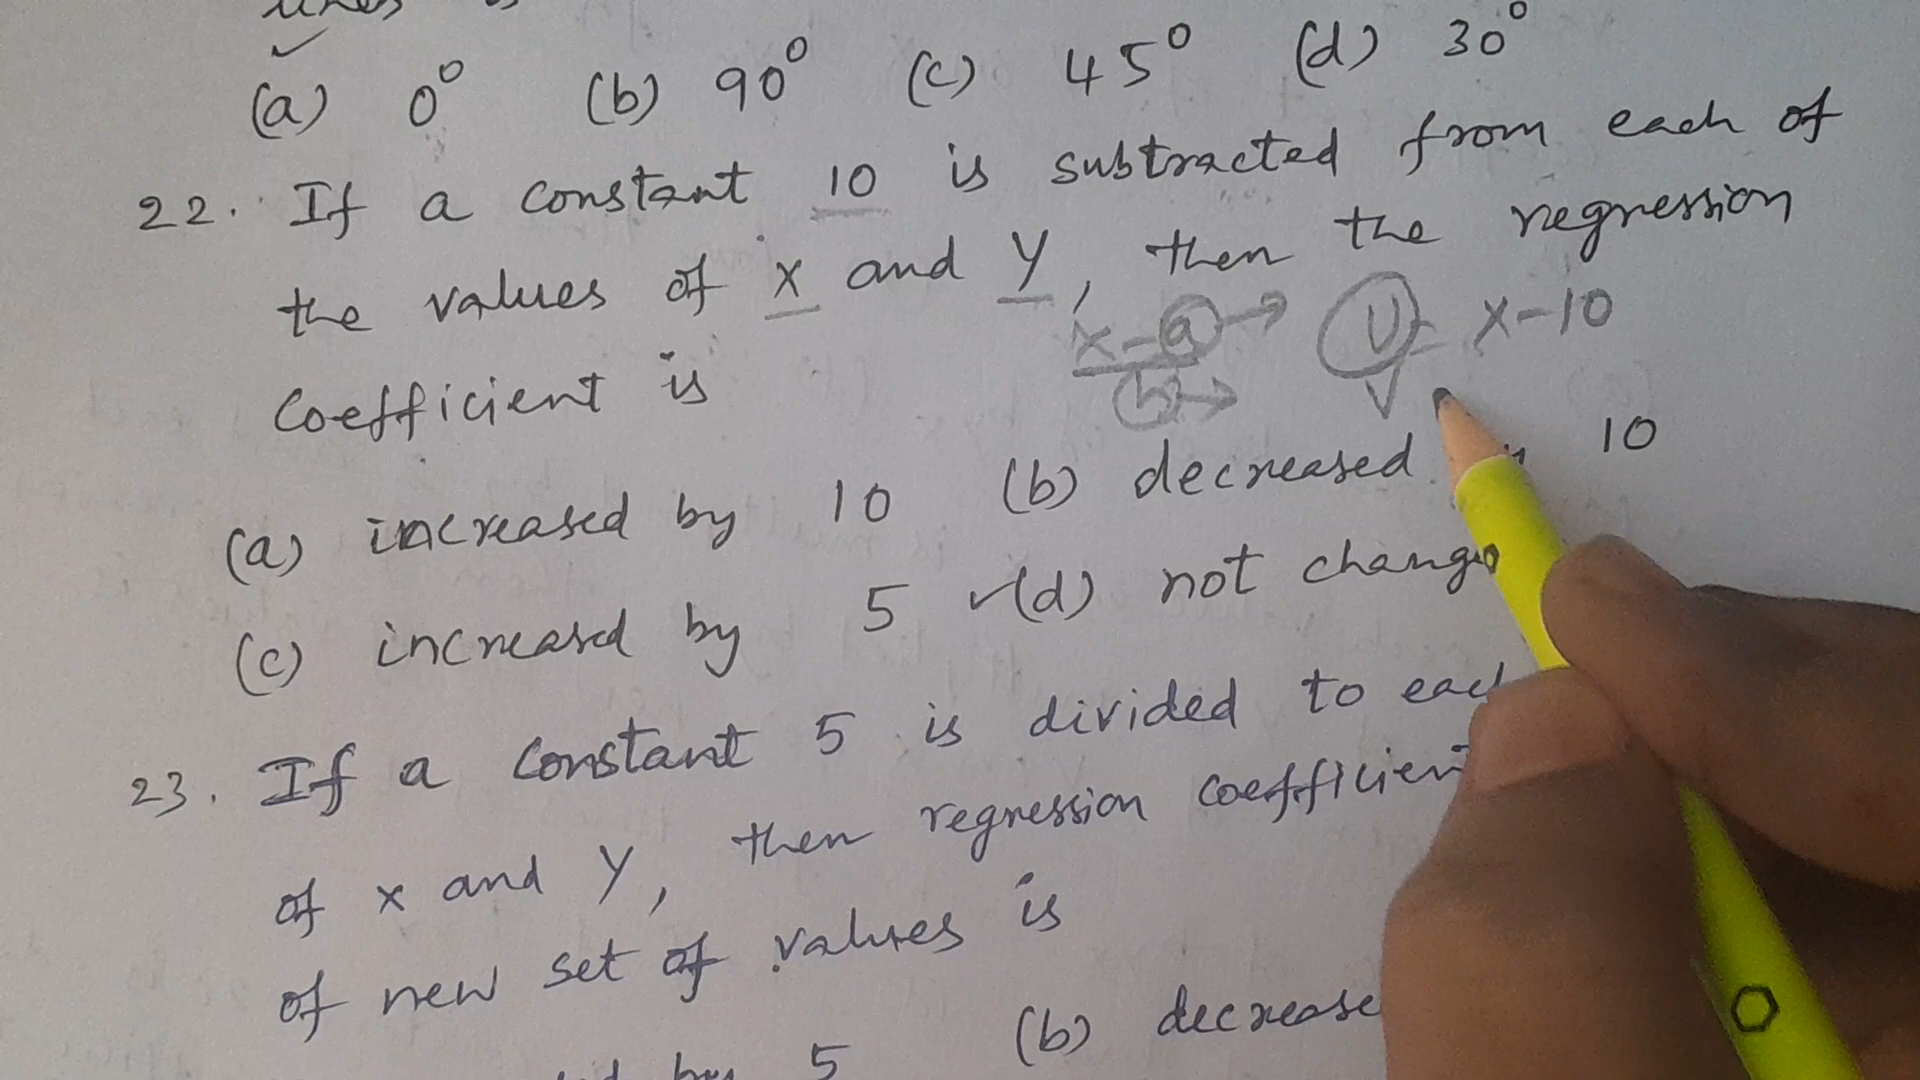 (a) 0° (b) 90° (c) 45° (d) 30°
22. If a constant 10 is subtracted from each of
the values of x and y, then the regression
x-a → U = x-10
Coefficient is
h → V
(a) increased by 10 (b) decreased 10
(c) increased by 5 ✓(d) not change
23. If a constant 5 is divided to each
of x and y, then regression coefficient
of new set of values is
by 5 (b) decrease